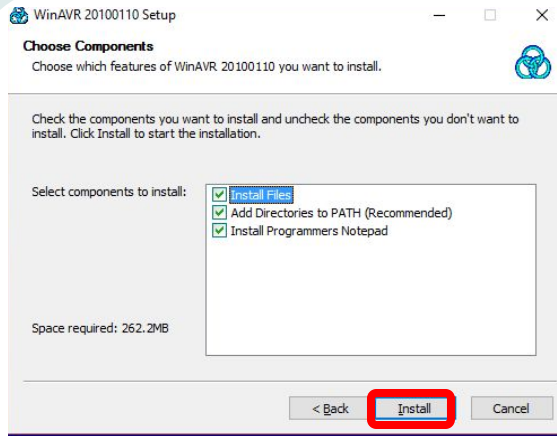 WinAVR 20100110 Setup
Choose Components
Choose which features of WinAVR 20100110 you want to install.
Check the components you want to install and uncheck the components you don't want to
install. Click Install to start the installation.
Select components to install:
Install Files
Add Directories to PATH (Recommended)
Install Programmers Notepad
Space required: 262.2MB
< Back
Install
Cancel